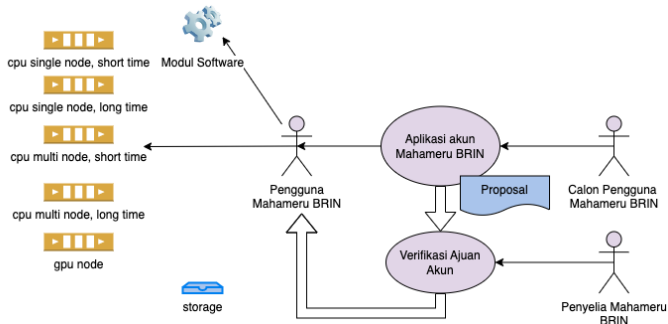 cpu single node, short time
cpu single node, long time
cpu multi node, short time
cpu multi node, long time
gpu node
Modul Software
storage
Pengguna
Mahameru BRIN
Aplikasi akun
Mahameru BRIN
Proposal
Verifikasi Ajuan
Akun
Calon Pengguna
Mahameru BRIN
Penyelia Mahameru
BRIN